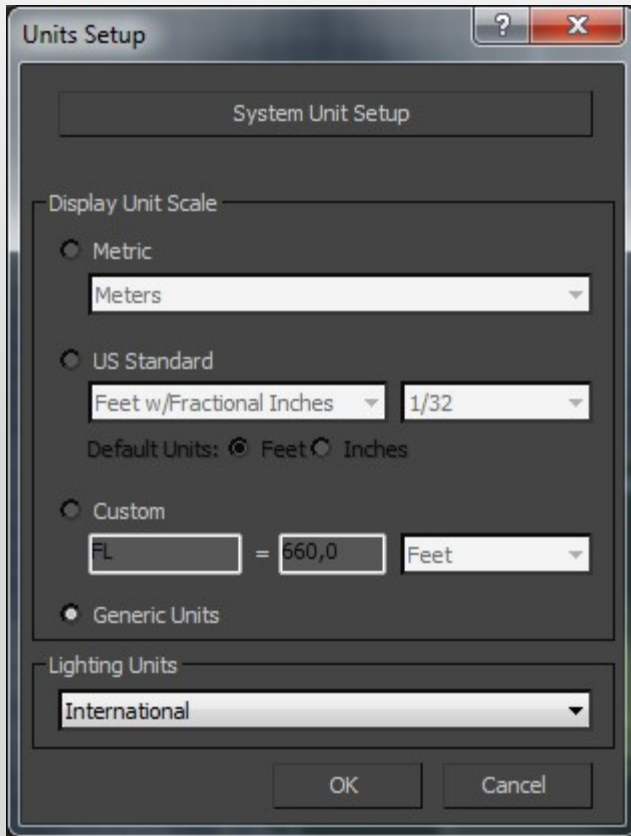 Units Setup
?
X
System Unit Setup
Display Unit Scale
Metric
Meters
US Standard
Feet w/Fractional Inches 1/32
Default Units: Feet Inches
Custom
FL = 660,0 Feet
Generic Units
Lighting Units
International
OK Cancel